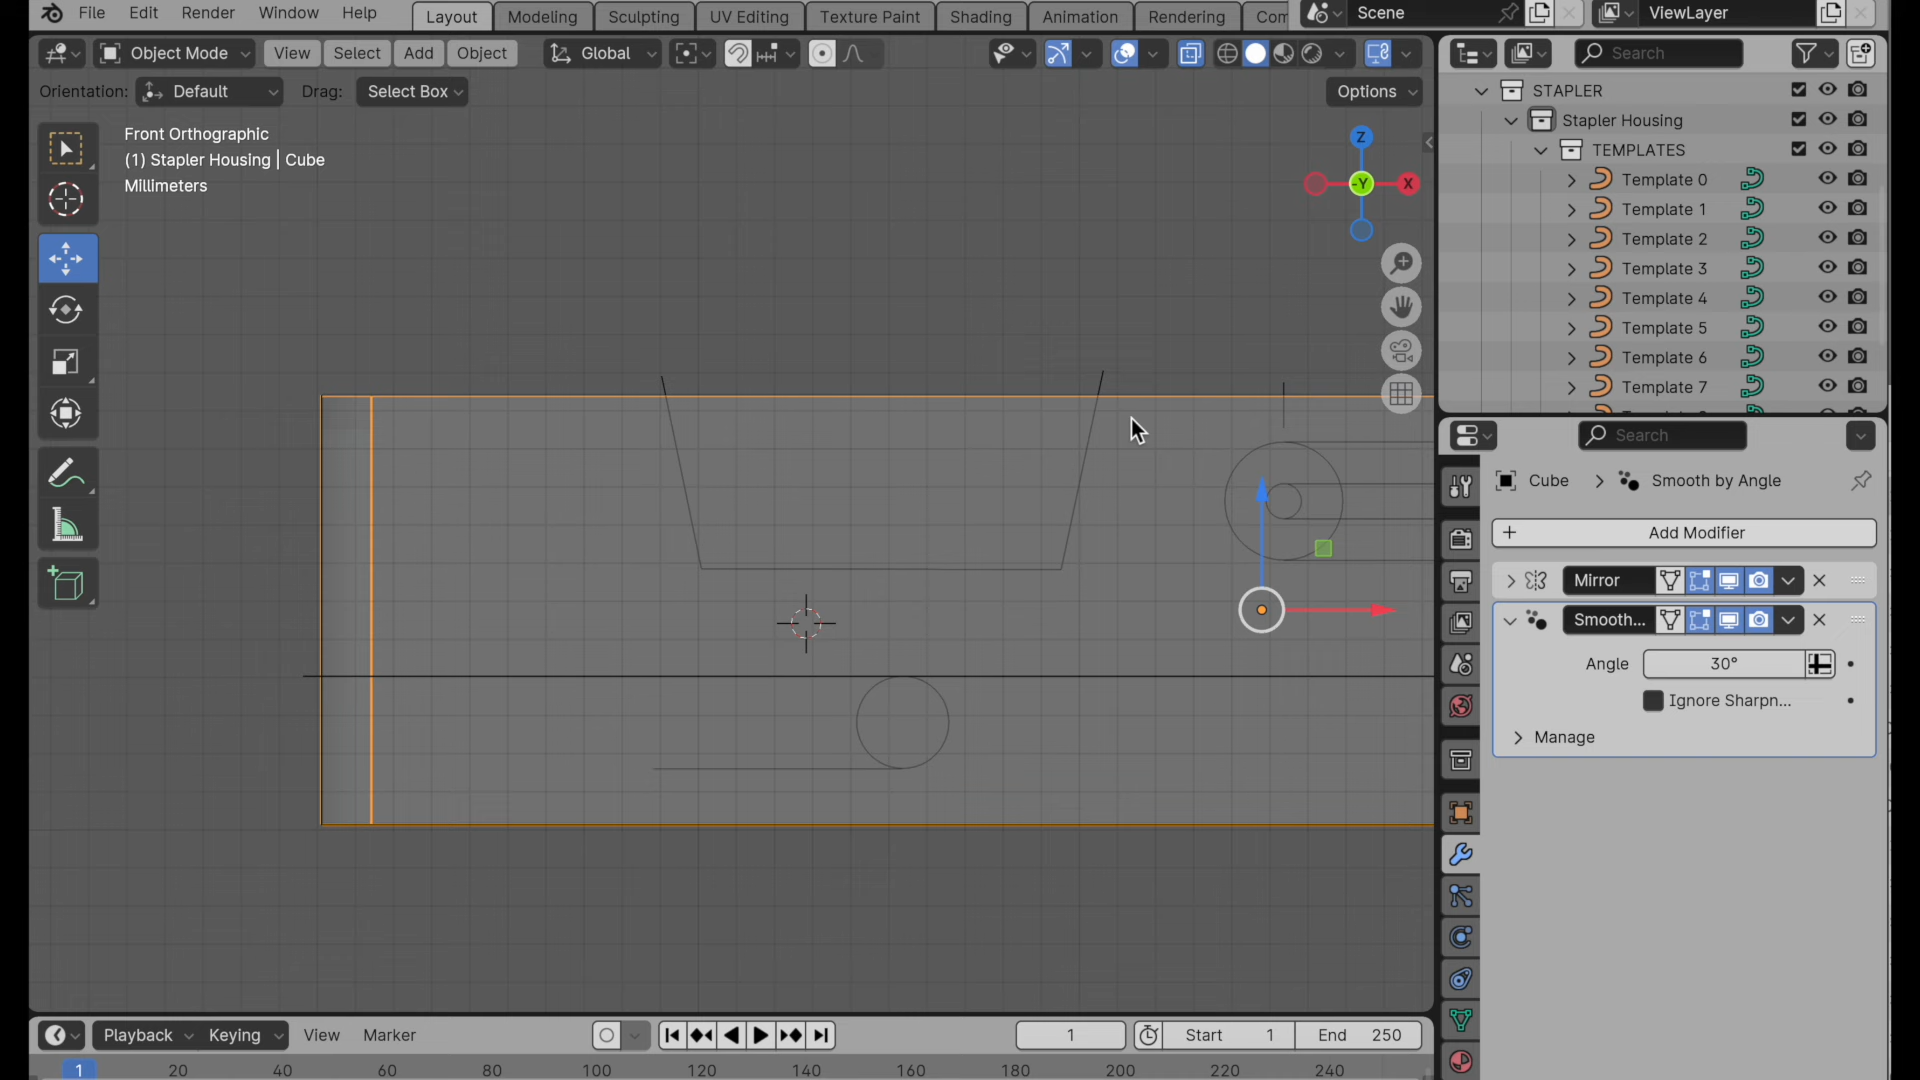 File Edit Render Window Help Layout Modeling Sculpting UV Editing Texture Paint Shading Animation Rendering Com Scene ViewLayer
Object Mode View Select Add Object Global Search
Orientation: Default Drag: Select Box Options
Front Orthographic
(1) Stapler Housing | Cube
Millimeters
Z
-Y
X
STAPLER
Stapler Housing
TEMPLATES
Template 0
Template 1
Template 2
Template 3
Template 4
Template 5
Template 6
Template 7
Search
Cube > Smooth by Angle
+ Add Modifier
Mirror
Smooth...
Angle 30°
Ignore Sharpn...
Manage
Playback Keying View Marker 1 Start 1 End 250
1 20 40 60 80 100 120 140 160 180 200 220 240